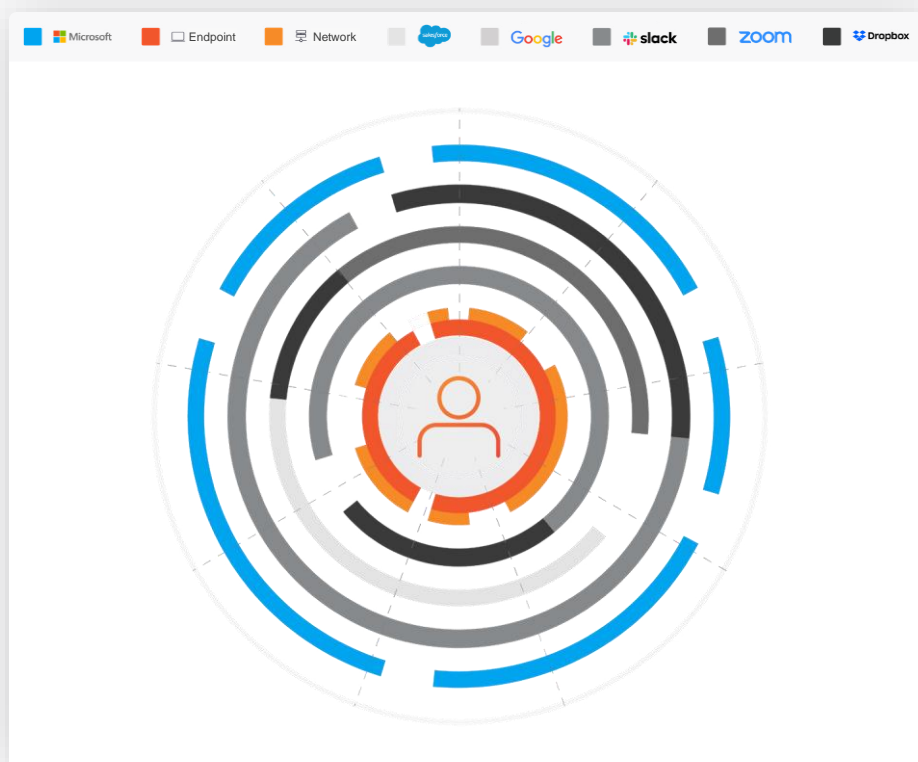 Microsoft
Endpoint
Network
salesforce
Google
slack
zoom
Dropbox